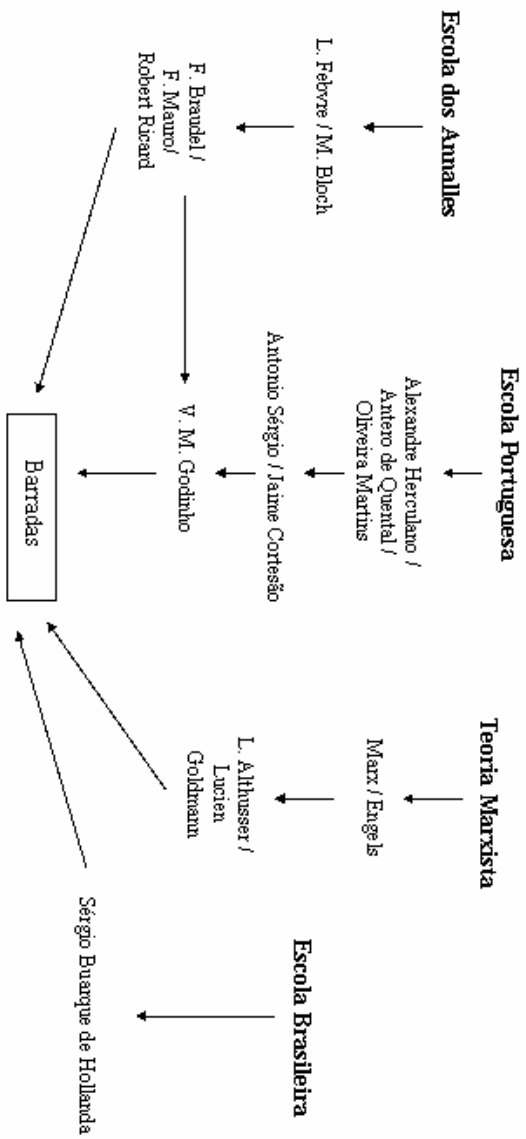 Escola dos Annalles
L. Febvre / M. Bloch
F. Braudel /
F. Mauro/
Robert Ricard
Escola Portuguesa
Alexandre Herculano /
Antero de Quental /
Oliveira Martins
Antonio Sérgio / Jaime Cortesão
V. M. Godinho
Barradas
Teoria Marxista
Marx / Engels
L. Althusser /
Lucien
Goldmann
Escola Brasileira
Sérgio Buarque de Hollanda